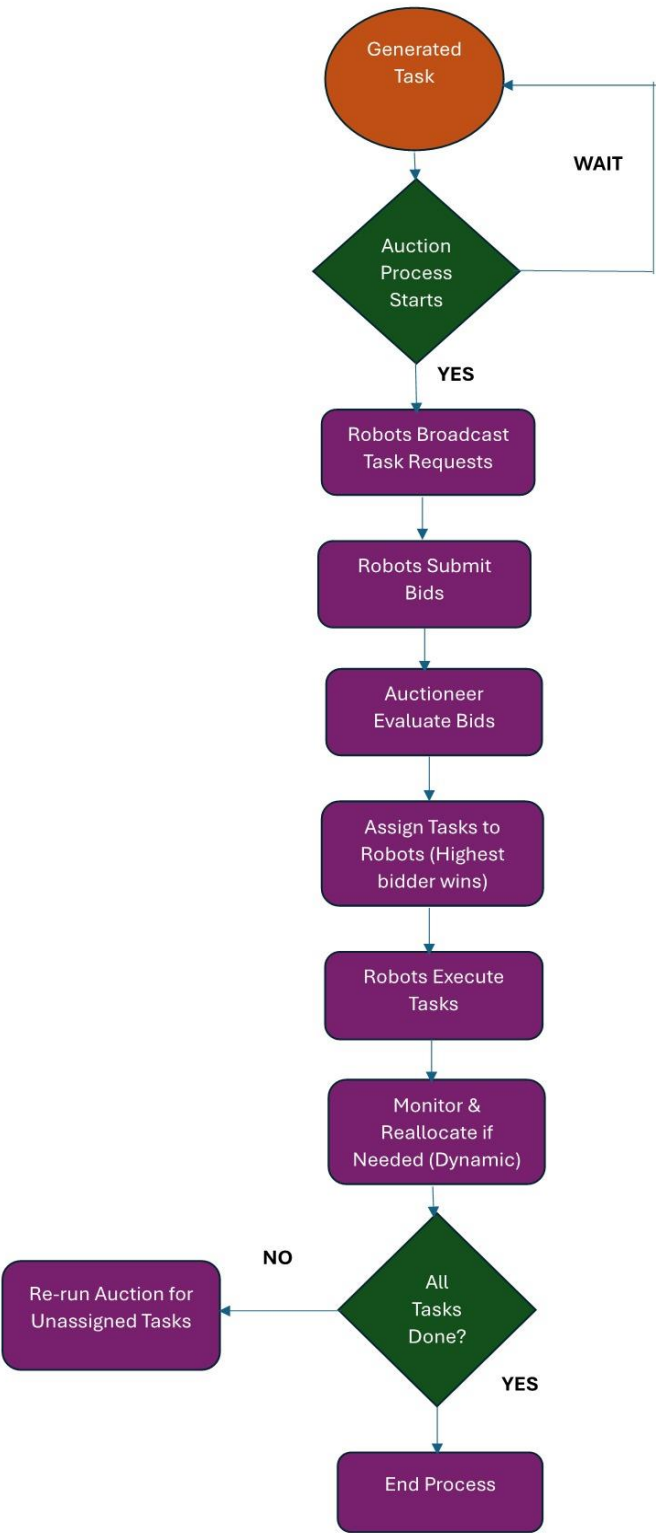 Generated
Task
WAIT
Auction
Process
Starts
YES
Robots Broadcast
Task Requests
Robots Submit
Bids
Auctioneer
Evaluate Bids
Assign Tasks to
Robots (Highest
bidder wins)
Robots Execute
Tasks
Monitor &
Reallocate if
Needed (Dynamic)
NO
Re-run Auction for
Unassigned Tasks
All
Tasks
Done?
YES
End Process